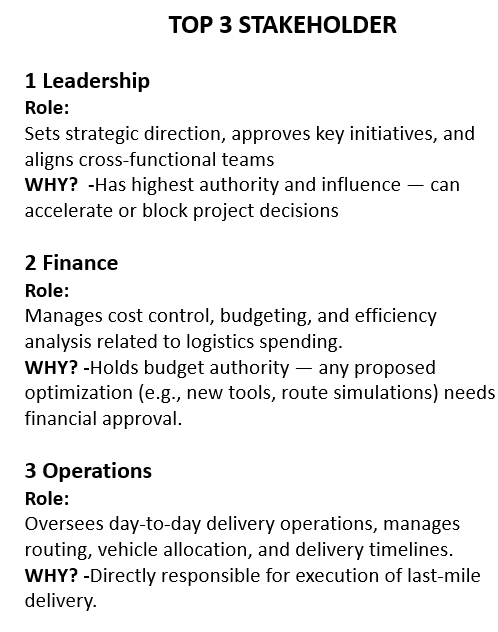 TOP 3 STAKEHOLDER
1 Leadership
Role:
Sets strategic direction, approves key initiatives, and
aligns cross-functional teams
WHY?  -Has highest authority and influence — can
accelerate or block project decisions
2 Finance
Role:
Manages cost control, budgeting, and efficiency
analysis related to logistics spending.
WHY? -Holds budget authority — any proposed
optimization (e.g., new tools, route simulations) needs
financial approval.
3 Operations
Role:
Oversees day-to-day delivery operations, manages
routing, vehicle allocation, and delivery timelines.
WHY? -Directly responsible for execution of last-mile
delivery.